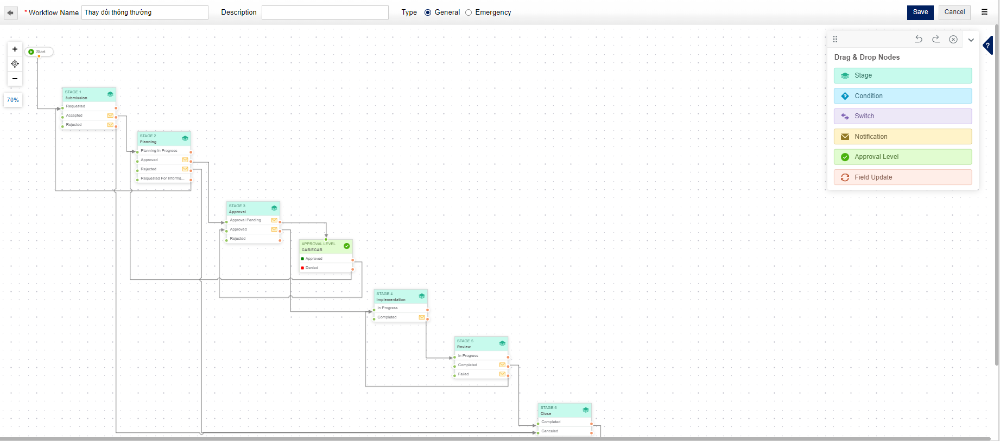 * Workflow Name Thay đổi thông thường Description Type General Emergency Save Cancel
Start
70%
Drag & Drop Nodes
Stage
Condition
Switch
Notification
Approval Level
Field Update
STAGE 1
Submission
Requested
Accepted
Rejected
STAGE 2
Planning
Planning In Progress
Approved
Rejected
Requested For Informa...
STAGE 3
Approval
Approval Pending
Approved
Rejected
APPROVAL LEVEL
CAB/ECAB
Approved
Denied
STAGE 4
Implementation
In Progress
Completed
STAGE 5
Review
In Progress
Completed
Failed
STAGE 6
Close
Completed
Canceled